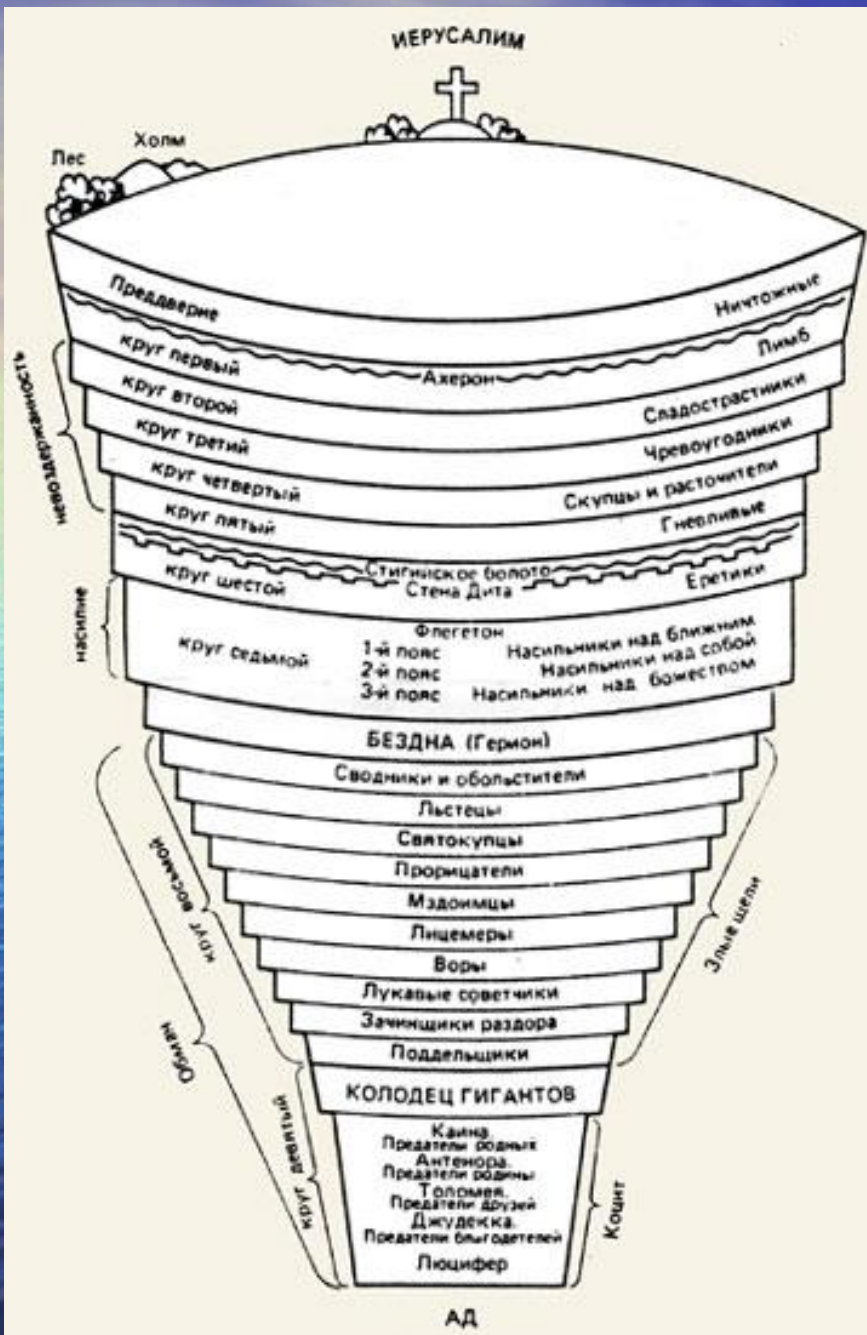 ИЕРУСАЛИМ
Холм
Лес
Преддверие Ничтожные
Ахерон
круг первый Лимб
круг второй Сладострастники
круг третий Чревоугодники
круг четвертый Скупцы и расточители
круг пятый Гневливые
невоздержанность
Стигийское болото
Стена Дита
круг шестой Еретики
насилие
Флегетон
круг седьмой 1-й пояс Насильники над ближним
2-й пояс Насильники над собой
3-й пояс Насильники над божеством
БЕЗДНА (Герион)
Сводники и обольстители
Льстецы
Святокупцы
Прорицатели
Мздоимцы
Лицемеры
Воры
Лукавые советчики
Зачинщики раздора
Поддельщики
круг восьмой
Злые щели
Обман
КОЛОДЕЦ ГИГАНТОВ
Каина.
Предатели родных
Антенора.
Предатели родины
Толомея.
Предатели друзей
Джудекка.
Предатели благодетелей
Люцифер
круг девятый
Коцит
АД